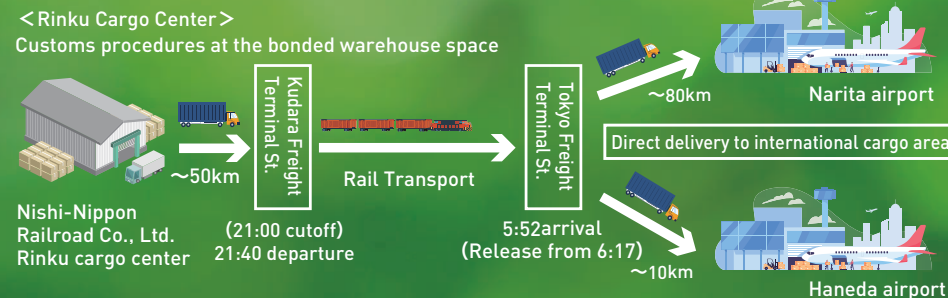 <Rinku Cargo Center>
Customs procedures at the bonded warehouse space
Nishi-Nippon
Railroad Co., Ltd.
Rinku cargo center
~50km
Kudara Freight
Terminal St.
(21:00 cutoff)
21:40 departure
Rail Transport
Tokyo Freight
Terminal St.
5:52arrival
(Release from 6:17)
~80km
Narita airport
Direct delivery to international cargo area
~10km
Haneda airport